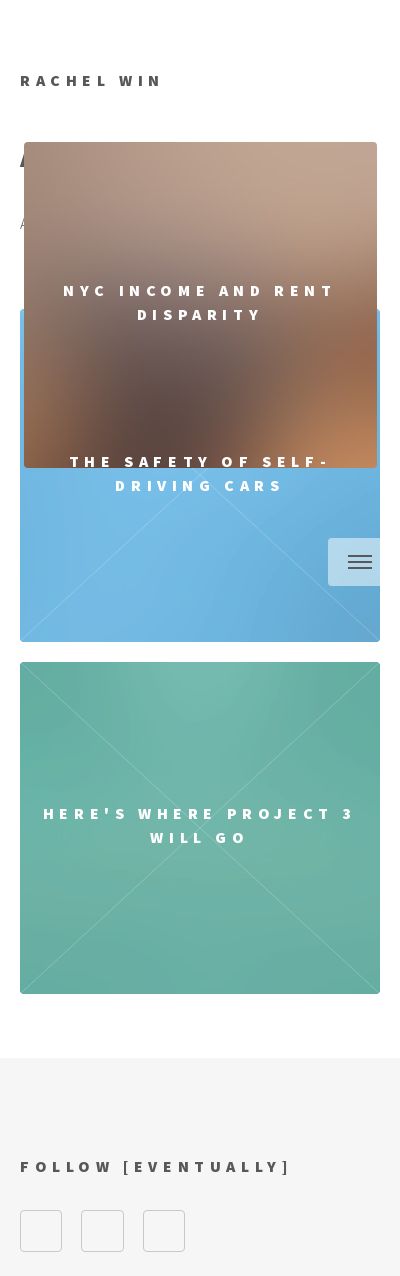 RACHEL WIN
NYC INCOME AND RENT
DISPARITY
THE SAFETY OF SELF-
DRIVING CARS
HERE'S WHERE PROJECT 3
WILL GO
FOLLOW [EVENTUALLY]